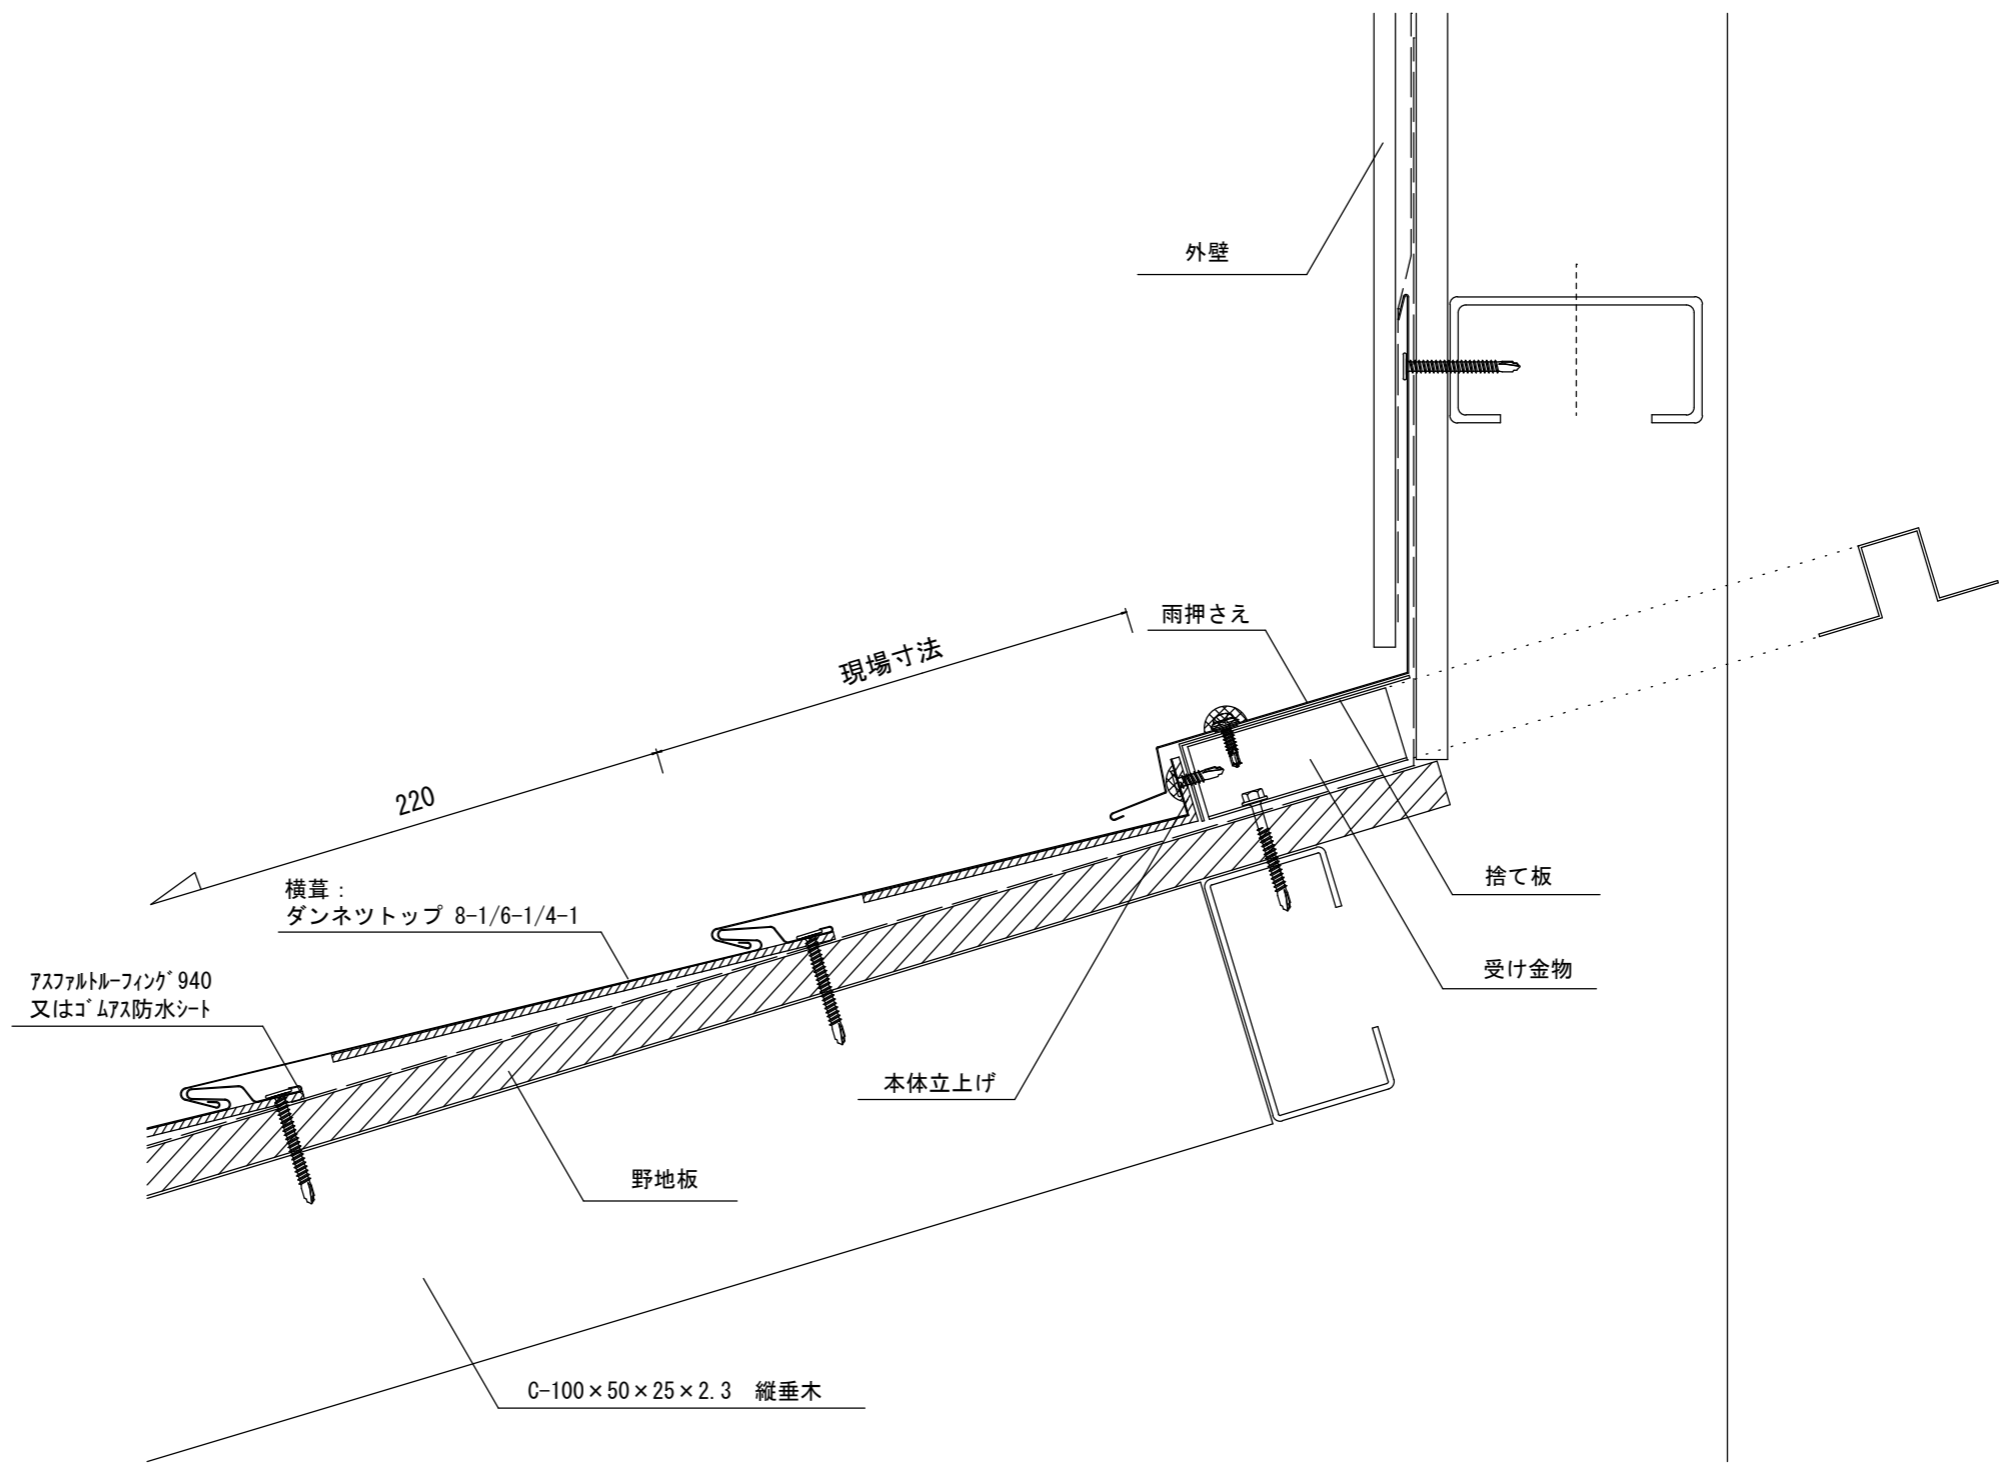 外壁
雨押さえ
現場寸法
220
横葺：
ダンネツトップ 8-1/6-1/4-1
捨て板
受け金物
アスファルトルーフィング940
又はゴムアス防水シート
本体立上げ
野地板
C-100×50×25×2.3 縦垂木